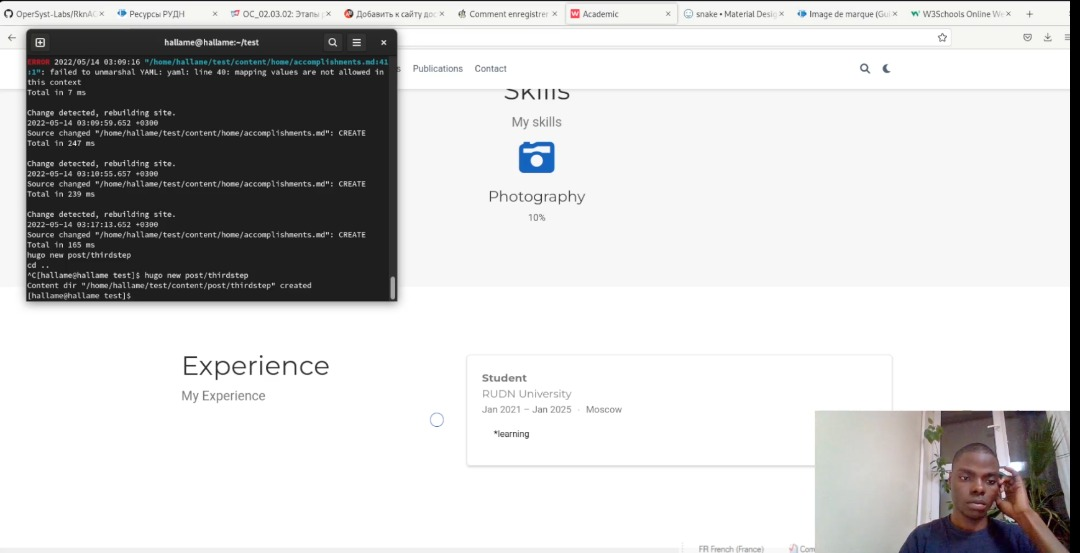 OperSyst-Labs/RknA
Ресурсы РУДН
ОС_02.03.02: Этапы
Добавить к сайту до
Comment enregistrer
Academic
snake • Material Desig
Image de marque (Gui
W3Schools Online We
hallame@hallame:~/test
ERROR 2022/05/14 03:09:16 "/home/hallame/test/content/home/accomplishments.md:41
:1": failed to unmarshal YAML: yaml: line 40: mapping values are not allowed in
this context
Total in 7 ms
Change detected, rebuilding site.
2022-05-14 03:09:59.652 +0300
Source changed "/home/hallame/test/content/home/accomplishments.md": CREATE
Total in 247 ms
Change detected, rebuilding site.
2022-05-14 03:10:55.657 +0300
Source changed "/home/hallame/test/content/home/accomplishments.md": CREATE
Total in 239 ms
Change detected, rebuilding site.
2022-05-14 03:17:13.652 +0300
Source changed "/home/hallame/test/content/home/accomplishments.md": CREATE
Total in 165 ms
hugo new post/thirdstep
cd ..
^C[hallame@hallame test]$ hugo new post/thirdstep
Content dir "/home/hallame/test/content/post/thirdstep" created
[hallame@hallame test]$
s Publications Contact
Skills
My skills
Photography
10%
Experience
My Experience
Student
RUDN University
Jan 2021 – Jan 2025 · Moscow
*learning
FR French (France)
Com